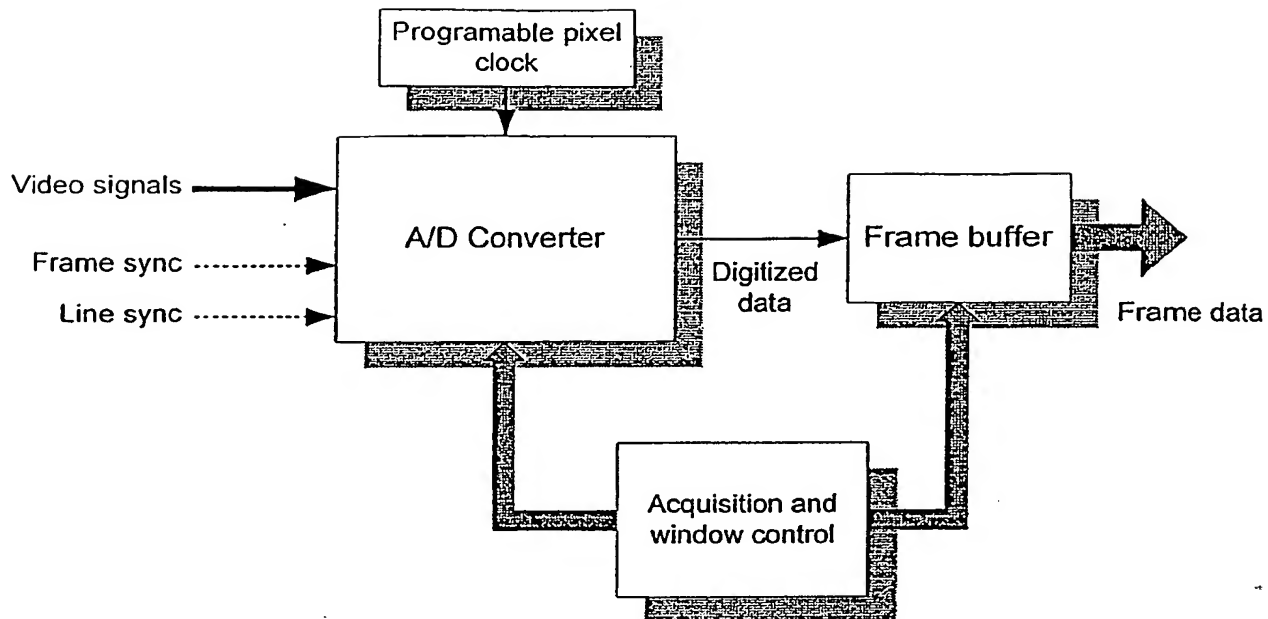 Programable pixel
clock
Video signals
A/D Converter
Frame buffer
Frame sync
Digitized
data
Line sync
Frame data
Acquisition and
window control